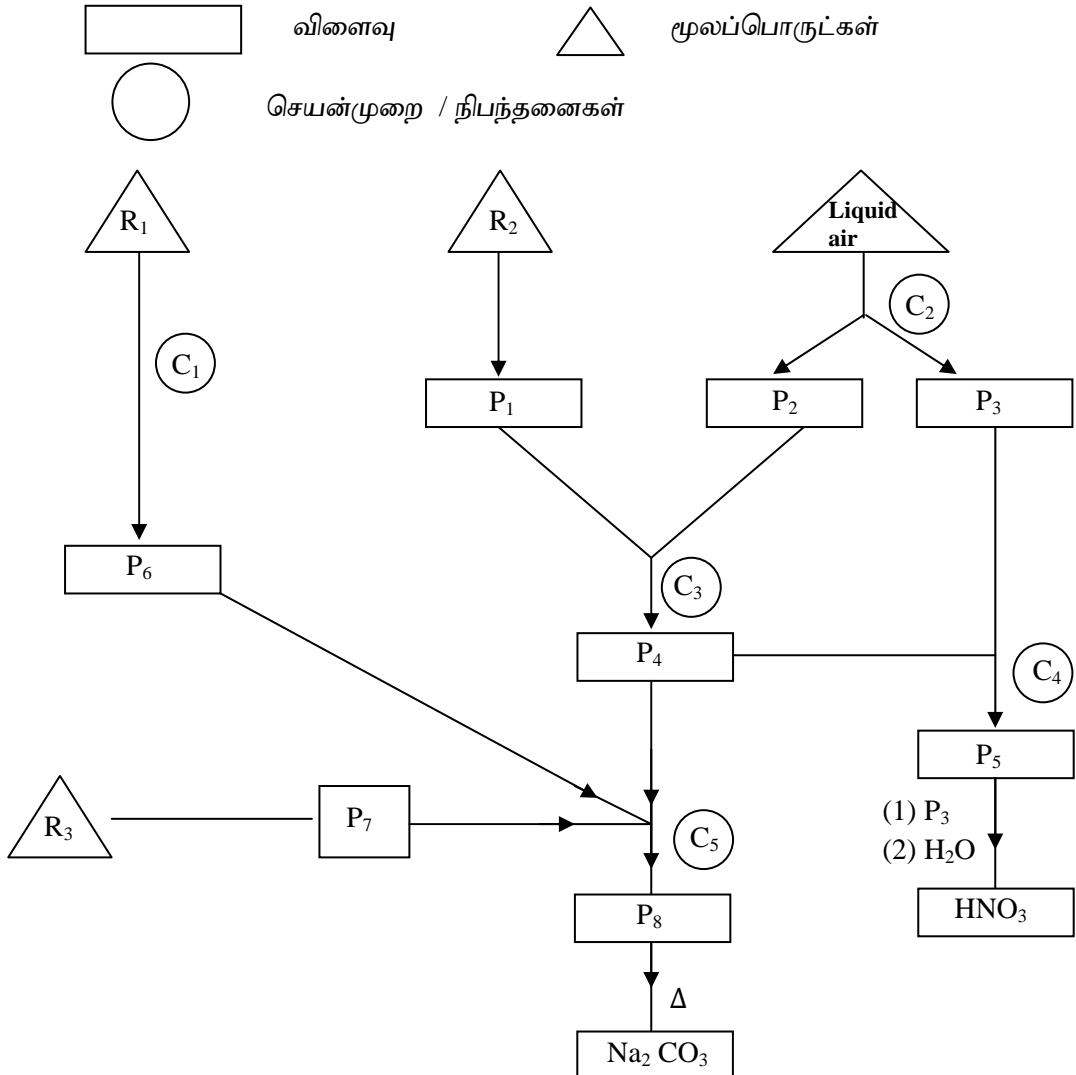 விளைவு
மூலப்பொருட்கள்
செயன்முறை / நிபந்தனைகள்
R₁
R₂
Liquid
air
C₂
C₁
P₁
P₂
P₃
P₆
C₃
P₄
C₄
P₅
R₃
P₇
C₅
(1) P₃
(2) H₂O
P₈
HNO₃
Δ
Na₂ CO₃